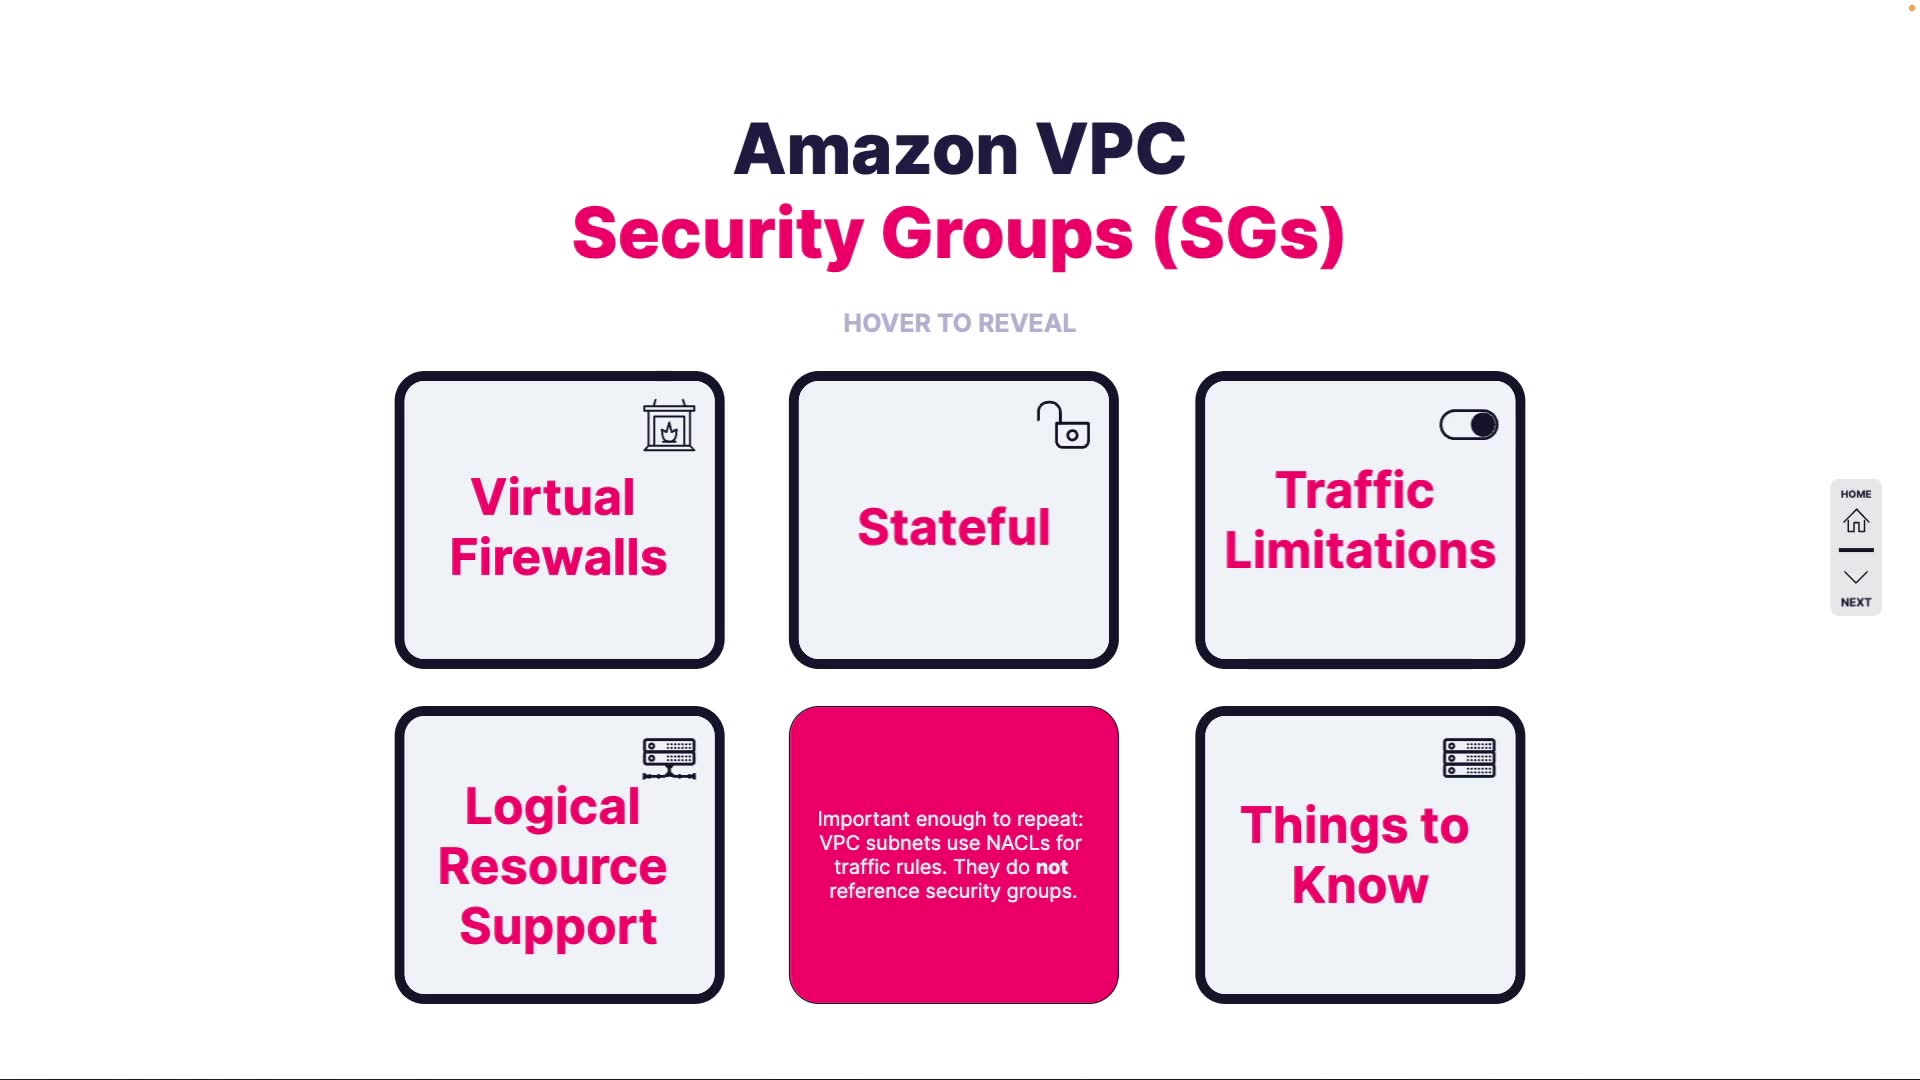 Amazon VPC
Security Groups (SGs)
HOVER TO REVEAL
Virtual
Firewalls
Stateful
Traffic
Limitations
Logical
Resource
Support
Important enough to repeat:
VPC subnets use NACLs for
traffic rules. They do not
reference security groups.
Things to
Know
HOME
NEXT